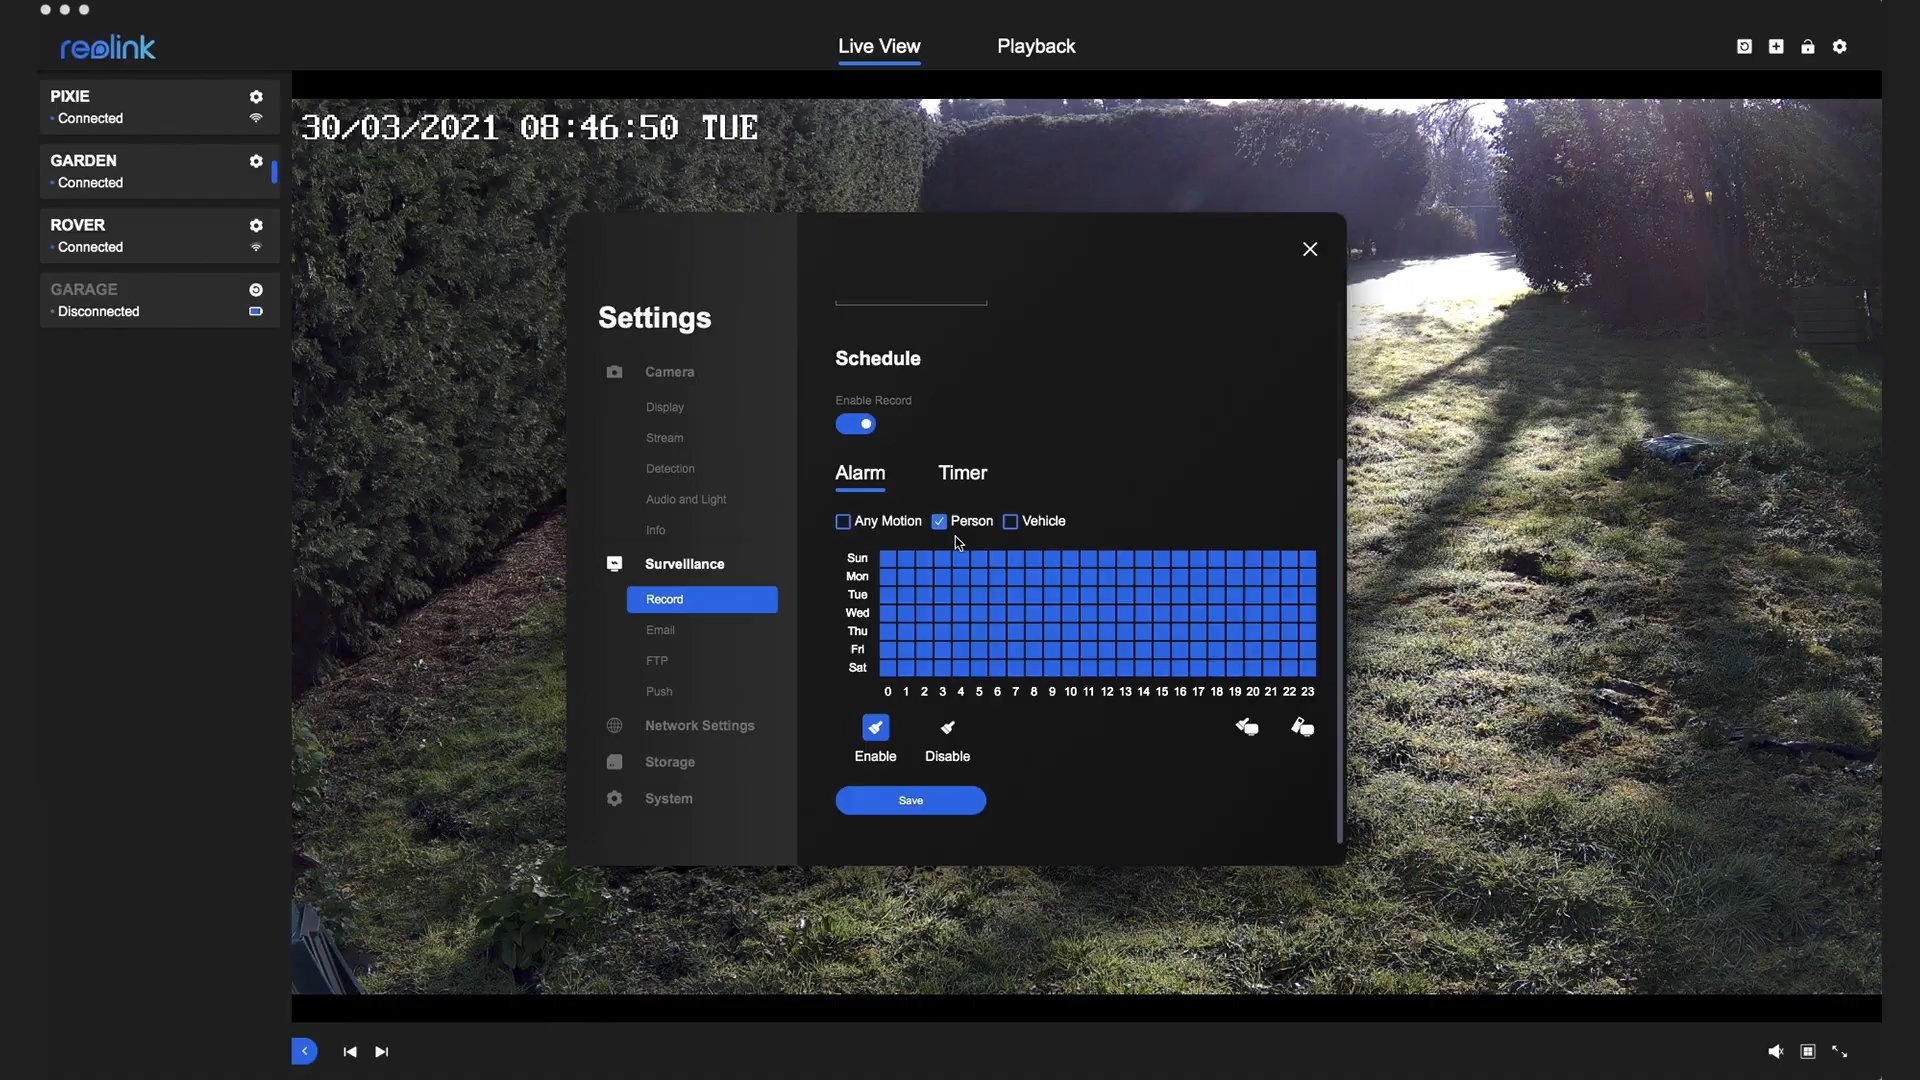 reolink
Live View
Playback
PIXIE
Connected
GARDEN
Connected
ROVER
Connected
GARAGE
Disconnected
30/03/2021 08:46:50 TUE
Settings
Camera
Display
Stream
Detection
Audio and Light
Info
Surveillance
Record
Email
FTP
Push
Network Settings
Storage
System
Schedule
Enable Record
Alarm Timer
Any Motion Person Vehicle
Sun
Mon
Tue
Wed
Thu
Fri
Sat
0 1 2 3 4 5 6 7 8 9 10 11 12 13 14 15 16 17 18 19 20 21 22 23
Enable Disable
Save